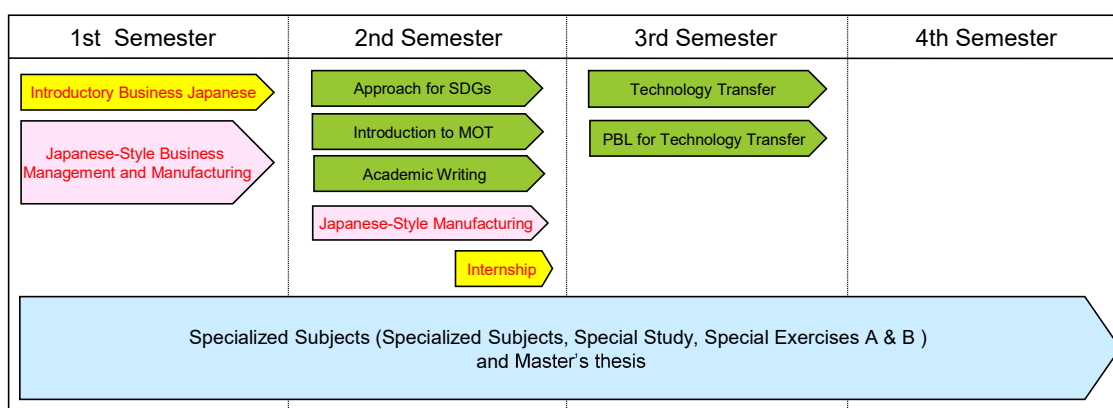 1st Semester
2nd Semester
3rd Semester
4th Semester
Introductory Business Japanese
Japanese-Style Business
Management and Manufacturing
Approach for SDGs
Introduction to MOT
Academic Writing
Japanese-Style Manufacturing
Internship
Technology Transfer
PBL for Technology Transfer
Specialized Subjects (Specialized Subjects, Special Study, Special Exercises A & B )
and Master’s thesis